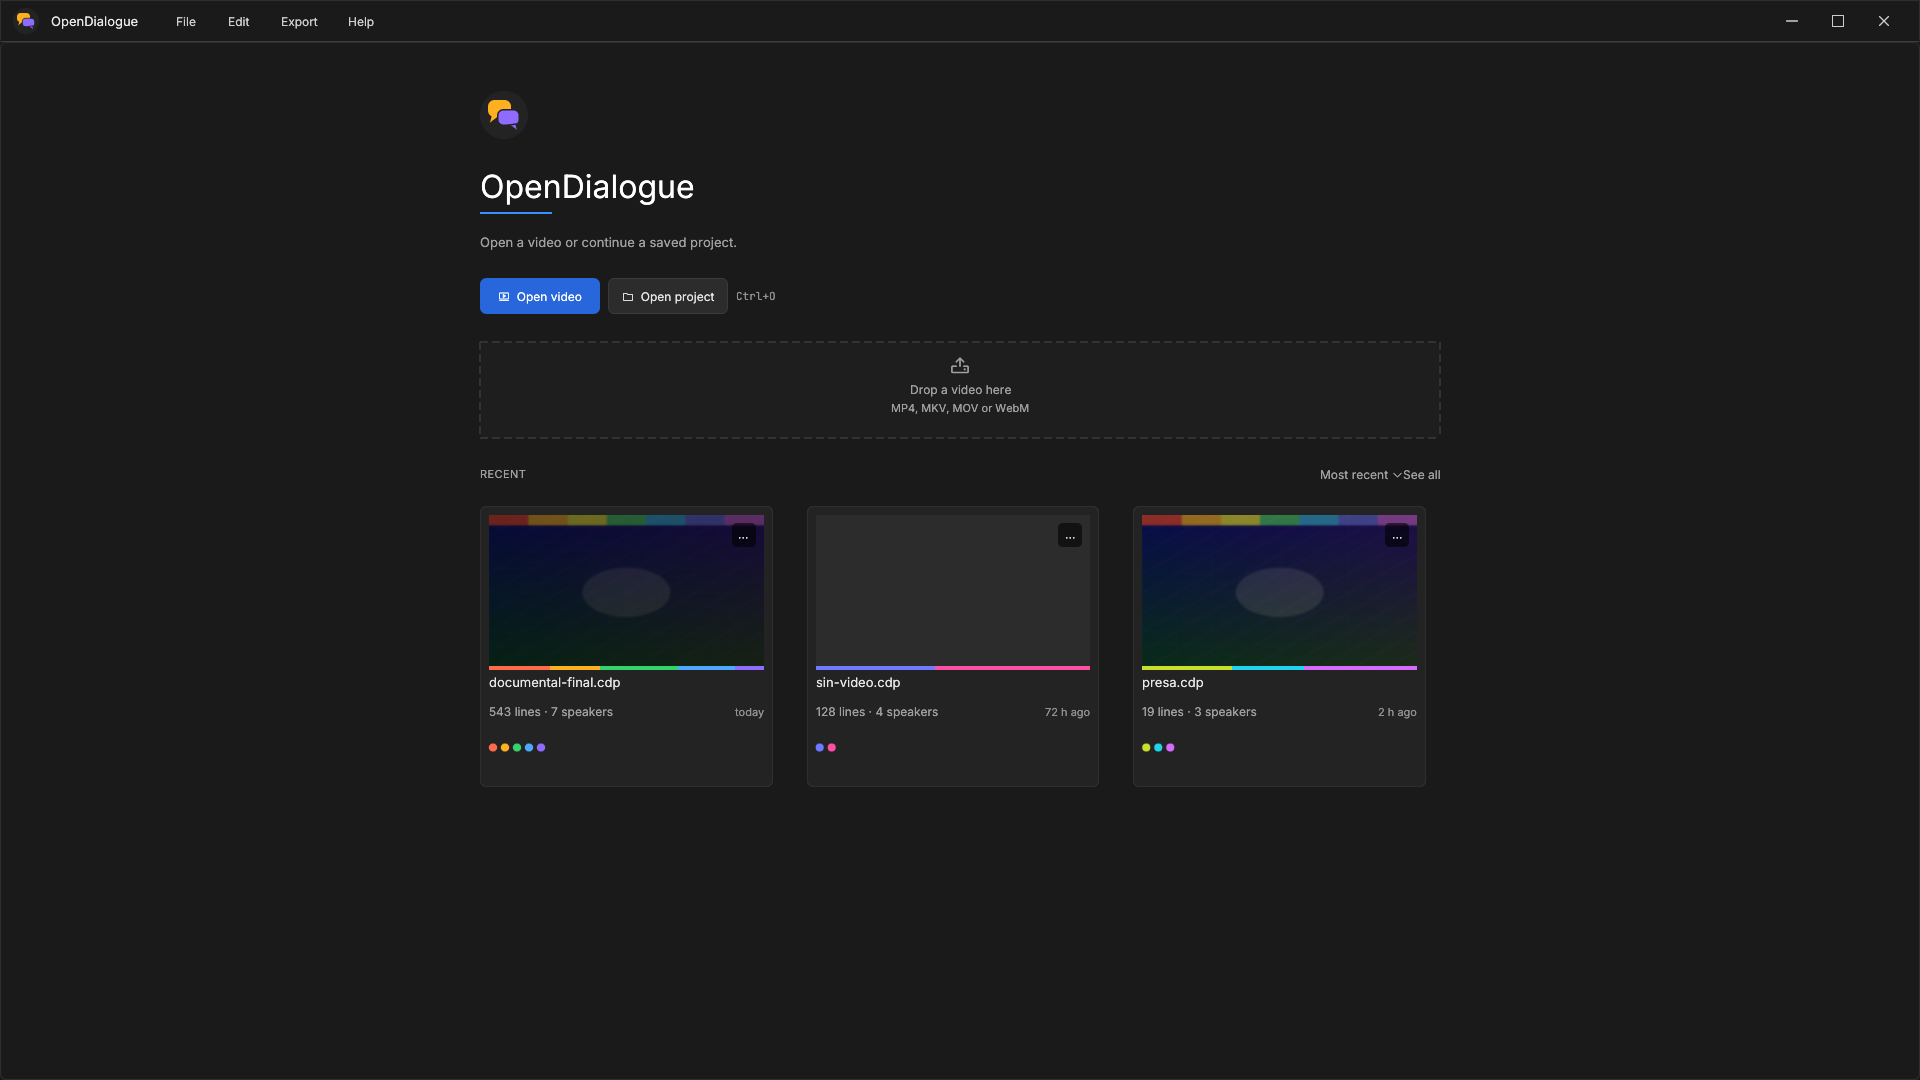 OpenDialogue File Edit Export Help
OpenDialogue
Open a video or continue a saved project.
Open video Open project Ctrl+O
Drop a video here
MP4, MKV, MOV or WebM
RECENT Most recent See all
... ... ...
documental-final.cdp sin-video.cdp presa.cdp
543 lines · 7 speakers today 128 lines · 4 speakers 72 h ago 19 lines · 3 speakers 2 h ago